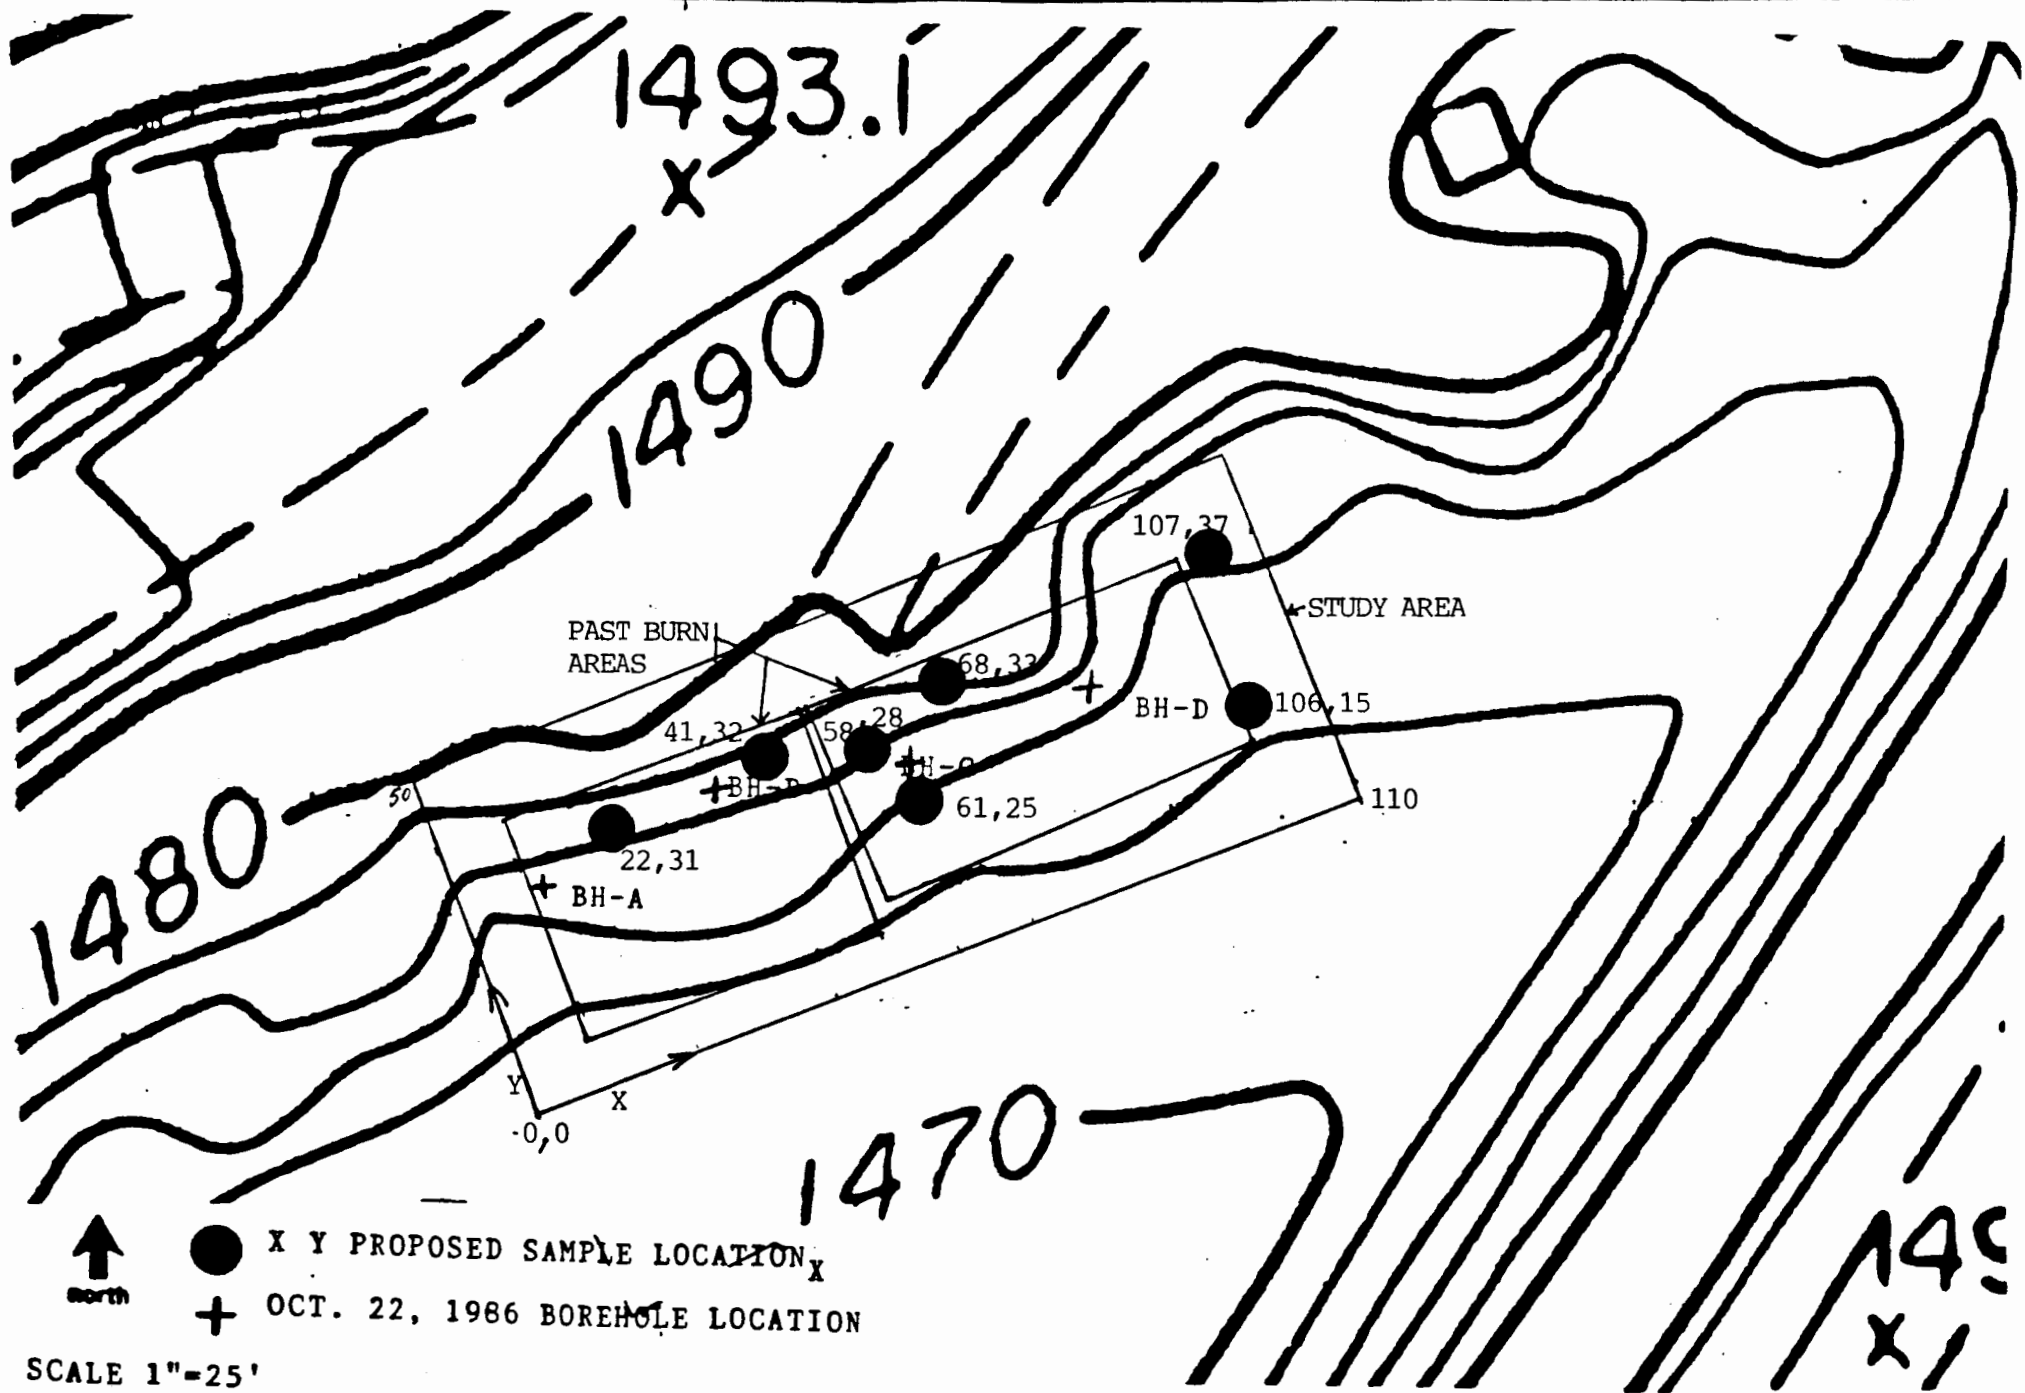 1493.1
X
1490
107,37
STUDY AREA
PAST BURN
AREAS
68,33
106,15
BH-D
41,32
58,28
BH-B
BH-C
50
61,25
110
22,31
BH-A
1480
Y
X
0,0
1470
X Y PROPOSED SAMPLE LOCATION
X
north
OCT. 22, 1986 BOREHOLE LOCATION
SCALE 1"=25'
X